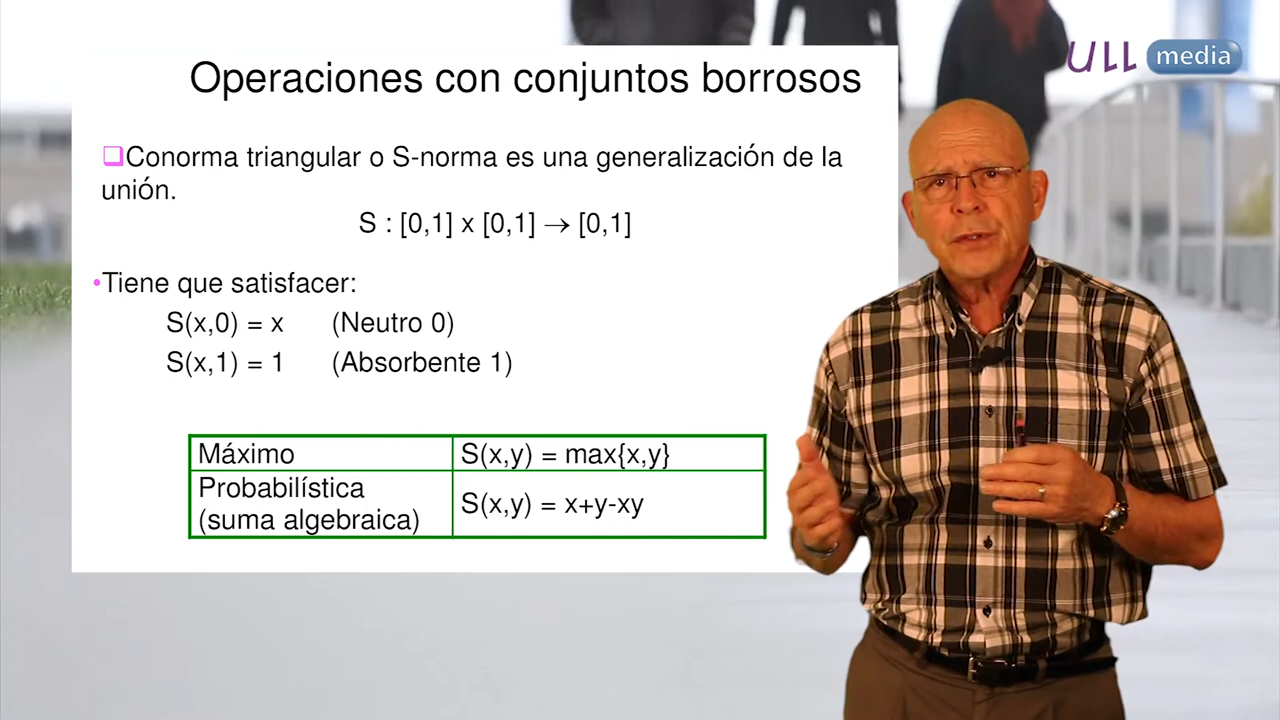 ULL media
Operaciones con conjuntos borrosos
❑Conorma triangular o S-norma es una generalización de la
unión.
S : [0,1] x [0,1] → [0,1]
•Tiene que satisfacer:
S(x,0) = x (Neutro 0)
S(x,1) = 1 (Absorbente 1)
Máximo S(x,y) = max{x,y}
Probabilística
(suma algebraica) S(x,y) = x+y-xy